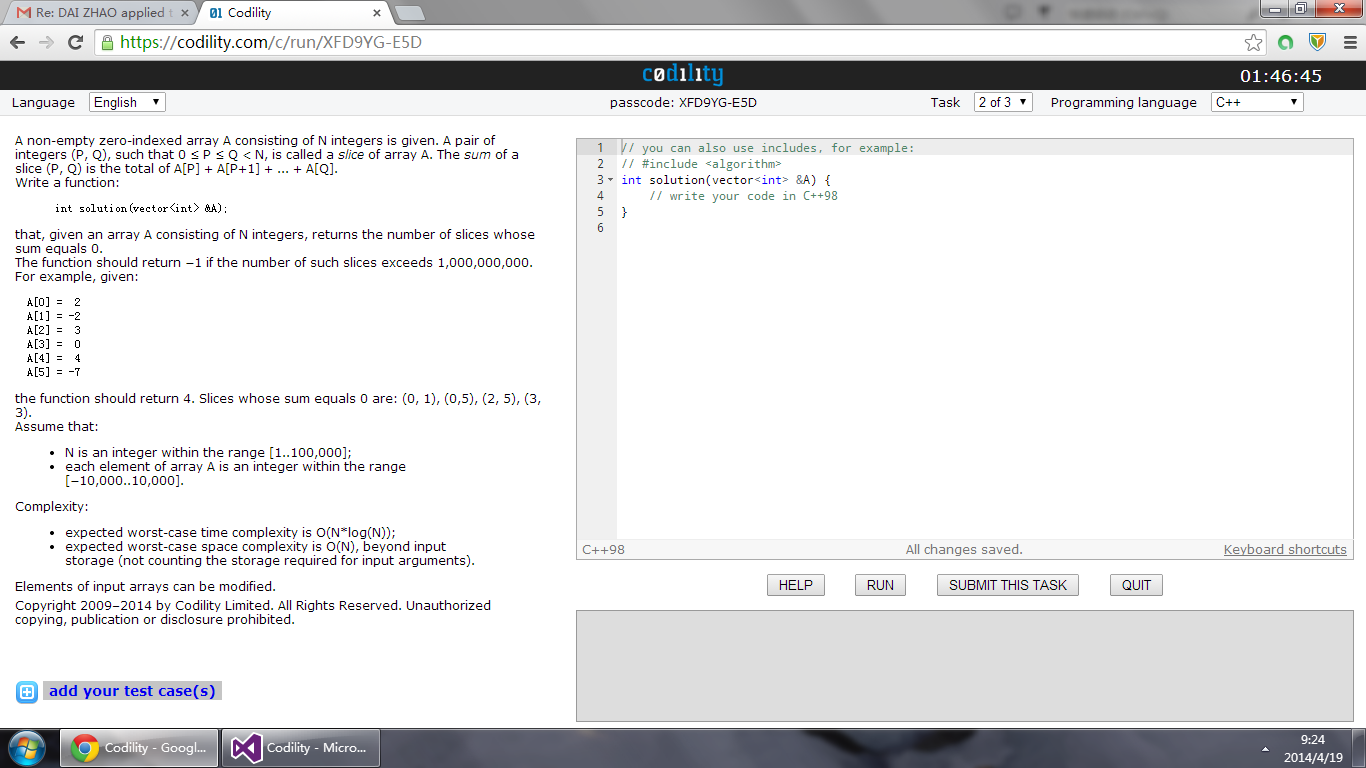 Re: DAI ZHAO applied t
Codility
https://codility.com/c/run/XFD9YG-E5D
codility
01:46:45
Language English passcode: XFD9YG-E5D Task 2 of 3 Programming language C++
A non-empty zero-indexed array A consisting of N integers is given. A pair of
integers (P, Q), such that 0 ≤ P ≤ Q < N, is called a slice of array A. The sum of a
slice (P, Q) is the total of A[P] + A[P+1] + ... + A[Q].
Write a function:
int solution(vector<int> &A);
that, given an array A consisting of N integers, returns the number of slices whose
sum equals 0.
The function should return −1 if the number of such slices exceeds 1,000,000,000.
For example, given:
A[0] = 2
A[1] = -2
A[2] = 3
A[3] = 0
A[4] = 4
A[5] = -7
the function should return 4. Slices whose sum equals 0 are: (0, 1), (0,5), (2, 5), (3,
3).
Assume that:
• N is an integer within the range [1..100,000];
• each element of array A is an integer within the range
[−10,000..10,000].
Complexity:
• expected worst-case time complexity is O(N*log(N));
• expected worst-case space complexity is O(N), beyond input
storage (not counting the storage required for input arguments).
Elements of input arrays can be modified.
Copyright 2009–2014 by Codility Limited. All Rights Reserved. Unauthorized
copying, publication or disclosure prohibited.
add your test case(s)
1 // you can also use includes, for example:
2 // #include <algorithm>
3 int solution(vector<int> &A) {
4 // write your code in C++98
5 }
6
C++98 All changes saved. Keyboard shortcuts
HELP RUN SUBMIT THIS TASK QUIT
Codility - Googl...
Codility - Micro...
9:24
2014/4/19